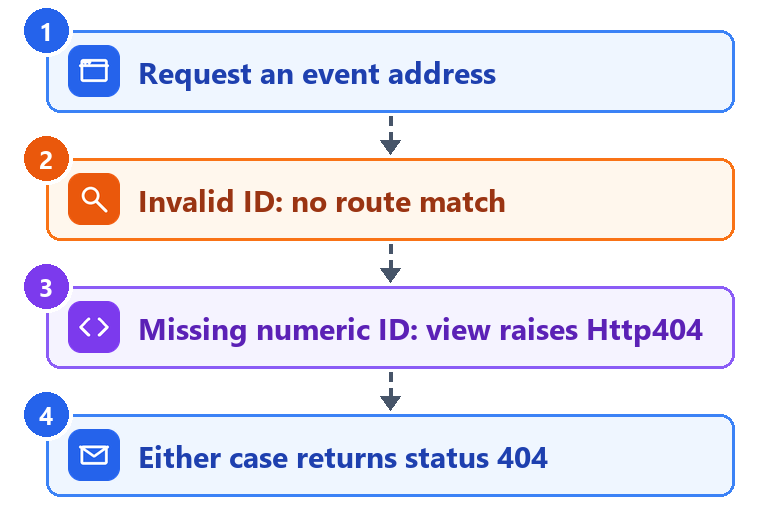 1
Request an event address
2
Invalid ID: no route match
3
Missing numeric ID: view raises Http404
4
Either case returns status 404